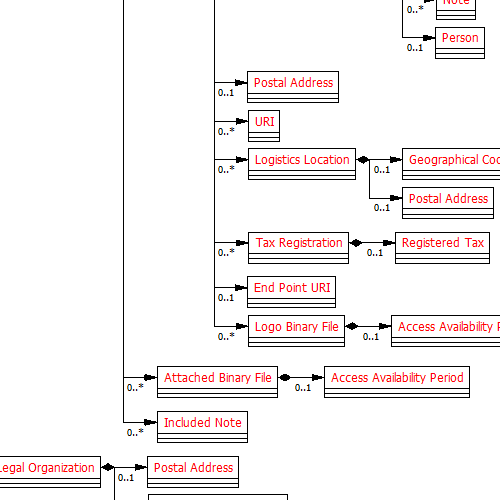 Note
0..*
Person
0..1
Postal Address
0..1
URI
0..*
Logistics Location
0..*
Geographical
0..1
Postal Address
0..1
Tax Registration
0..*
Registered Tax
0..1
End Point URI
0..1
Logo Binary File
0..*
Access Availability
0..1
Attached Binary File
0..*
Access Availability Period
0..1
Included Note
0..*
Legal Organization
Postal Address
0..1